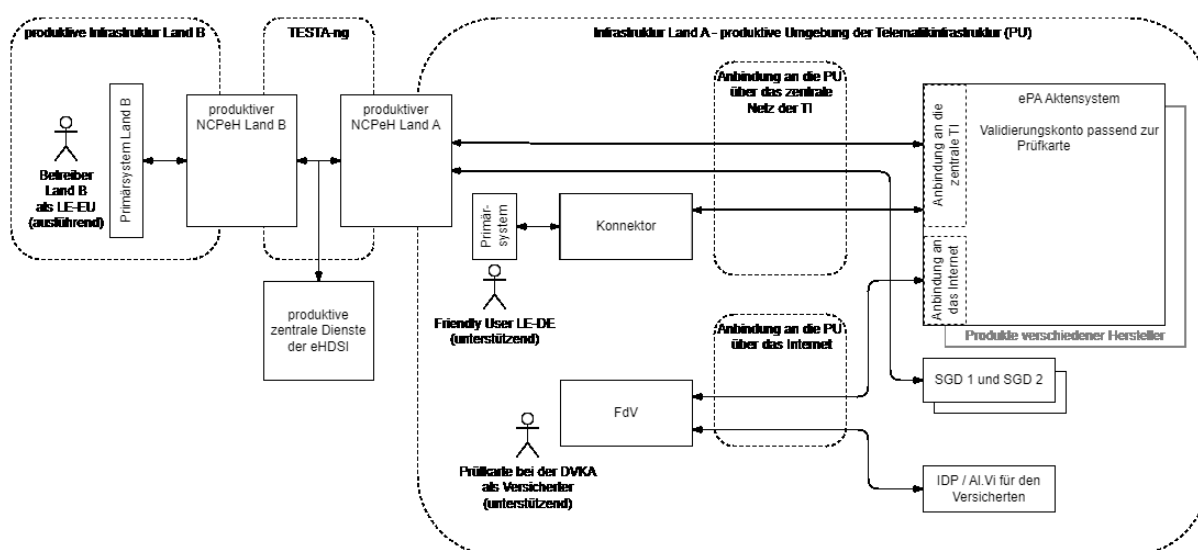 produktive Infrastruktur Land B
TESTA-ng
Infrastruktur Land A - produktive Umgebung der Telematikinfrastruktur (PU)
Betreiber
Land B
als LE-EU
(ausführend)
Primärsystem Land B
produktiver
NCPeH Land B
produktiver
NCPeH Land A
produktive
zentrale Dienste
der eHDSI
Anbindung an die PU
über das zentrale
Netz der TI
Primär-
system
Konnektor
Friendly User LE-DE
(unterstützend)
Anbindung an die PU
über das Internet
FdV
Prüfkarte bei der DVKA
als Versicherter
(unterstützend)
Anbindung an die
zentrale TI
Anbindung an
das Internet
ePA Aktensystem
Validierungskonto passend zur
Prüfkarte
Produkte verschiedener Hersteller
SGD 1 und SGD 2
IDP / Al.Vi für den
Versicherten